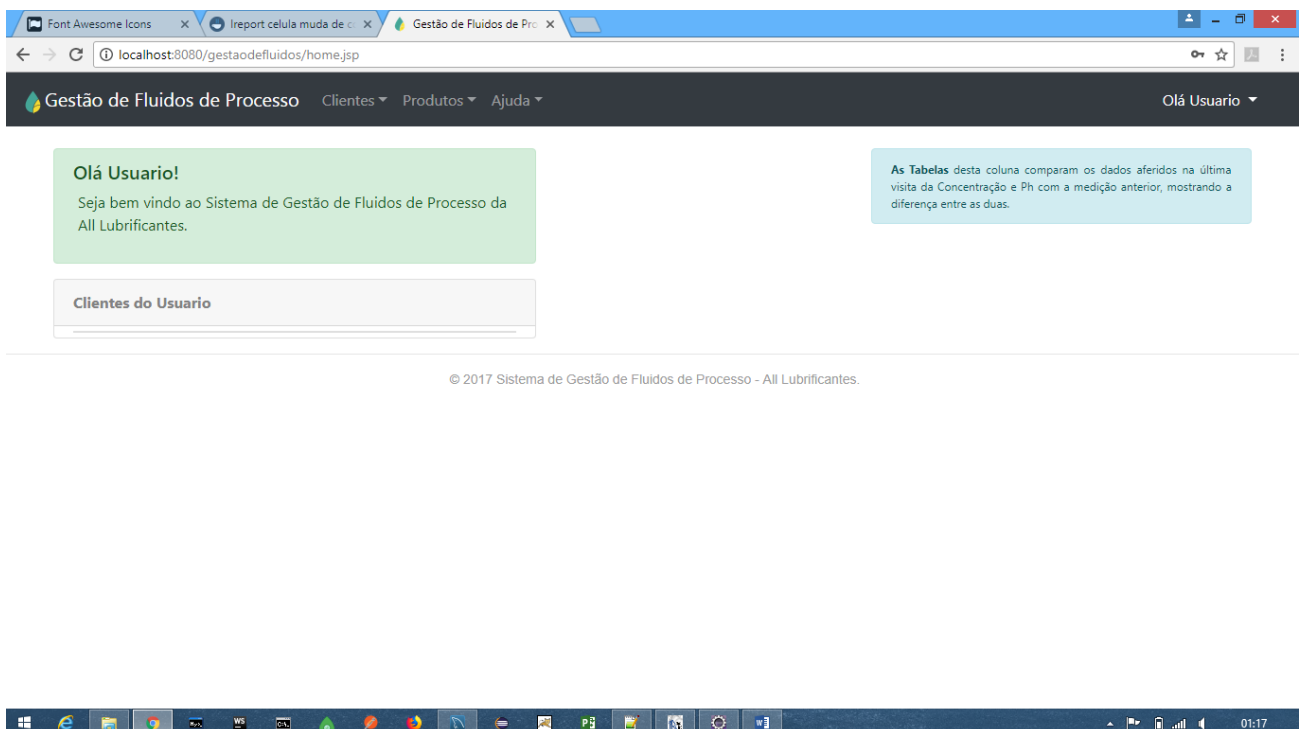 Font Awesome Icons
Ireport celula muda de c
Gestão de Fluidos de Pro
localhost:8080/gestaodefluidos/home.jsp
Gestão de Fluidos de Processo Clientes Produtos Ajuda Olá Usuario
Olá Usuario!
Seja bem vindo ao Sistema de Gestão de Fluidos de Processo da
All Lubrificantes.
As Tabelas desta coluna comparam os dados aferidos na última
visita da Concentração e Ph com a medição anterior, mostrando a
diferença entre as duas.
Clientes do Usuario
© 2017 Sistema de Gestão de Fluidos de Processo - All Lubrificantes.
01:17